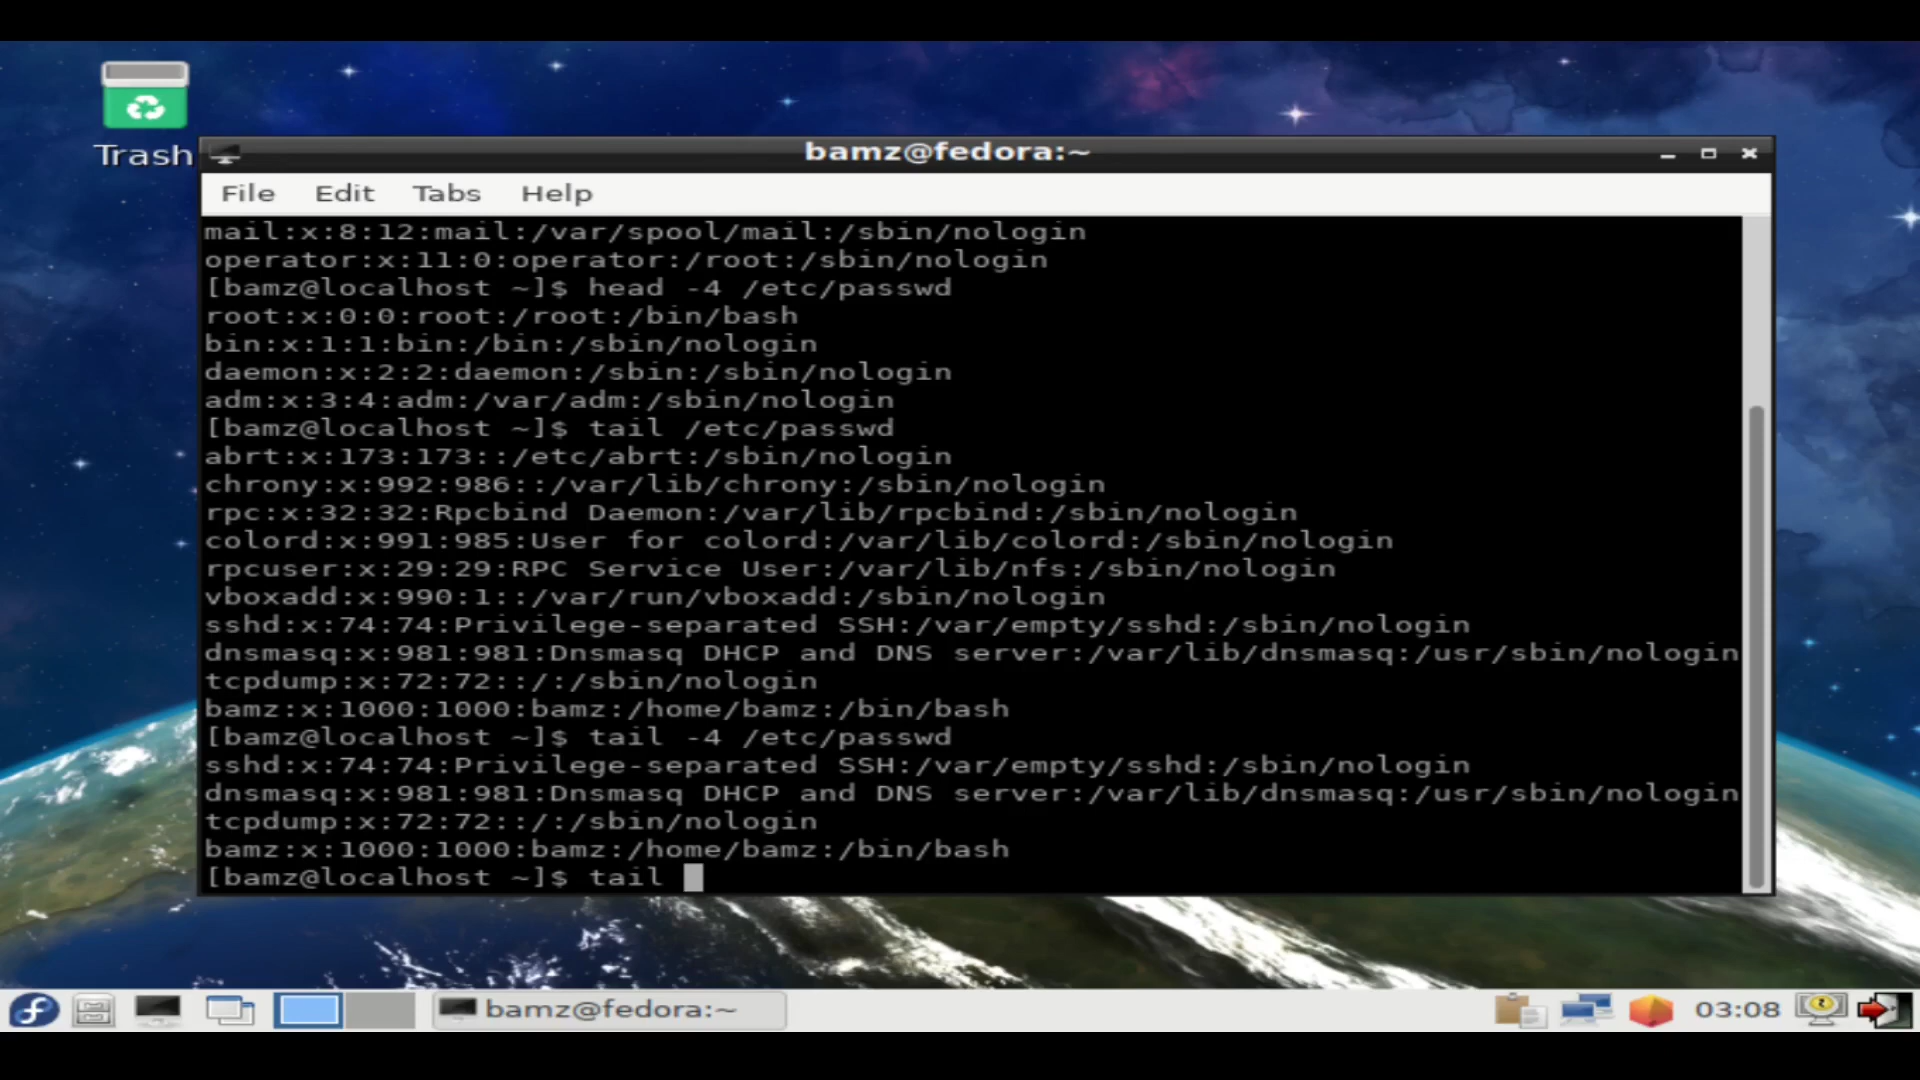 Trash
bamz@fedora:~
File Edit Tabs Help
mail:x:8:12:mail:/var/spool/mail:/sbin/nologin
operator:x:11:0:operator:/root:/sbin/nologin
[bamz@localhost ~]$ head -4 /etc/passwd
root:x:0:0:root:/root:/bin/bash
bin:x:1:1:bin:/bin:/sbin/nologin
daemon:x:2:2:daemon:/sbin:/sbin/nologin
adm:x:3:4:adm:/var/adm:/sbin/nologin
[bamz@localhost ~]$ tail /etc/passwd
abrt:x:173:173::/etc/abrt:/sbin/nologin
chrony:x:992:986::/var/lib/chrony:/sbin/nologin
rpc:x:32:32:Rpcbind Daemon:/var/lib/rpcbind:/sbin/nologin
colord:x:991:985:User for colord:/var/lib/colord:/sbin/nologin
rpcuser:x:29:29:RPC Service User:/var/lib/nfs:/sbin/nologin
vboxadd:x:990:1::/var/run/vboxadd:/sbin/nologin
sshd:x:74:74:Privilege-separated SSH:/var/empty/sshd:/sbin/nologin
dnsmasq:x:981:981:Dnsmasq DHCP and DNS server:/var/lib/dnsmasq:/usr/sbin/nologin
tcpdump:x:72:72::/:/sbin/nologin
bamz:x:1000:1000:bamz:/home/bamz:/bin/bash
[bamz@localhost ~]$ tail -4 /etc/passwd
sshd:x:74:74:Privilege-separated SSH:/var/empty/sshd:/sbin/nologin
dnsmasq:x:981:981:Dnsmasq DHCP and DNS server:/var/lib/dnsmasq:/usr/sbin/nologin
tcpdump:x:72:72::/:/sbin/nologin
bamz:x:1000:1000:bamz:/home/bamz:/bin/bash
[bamz@localhost ~]$ tail
bamz@fedora:~ 03:08